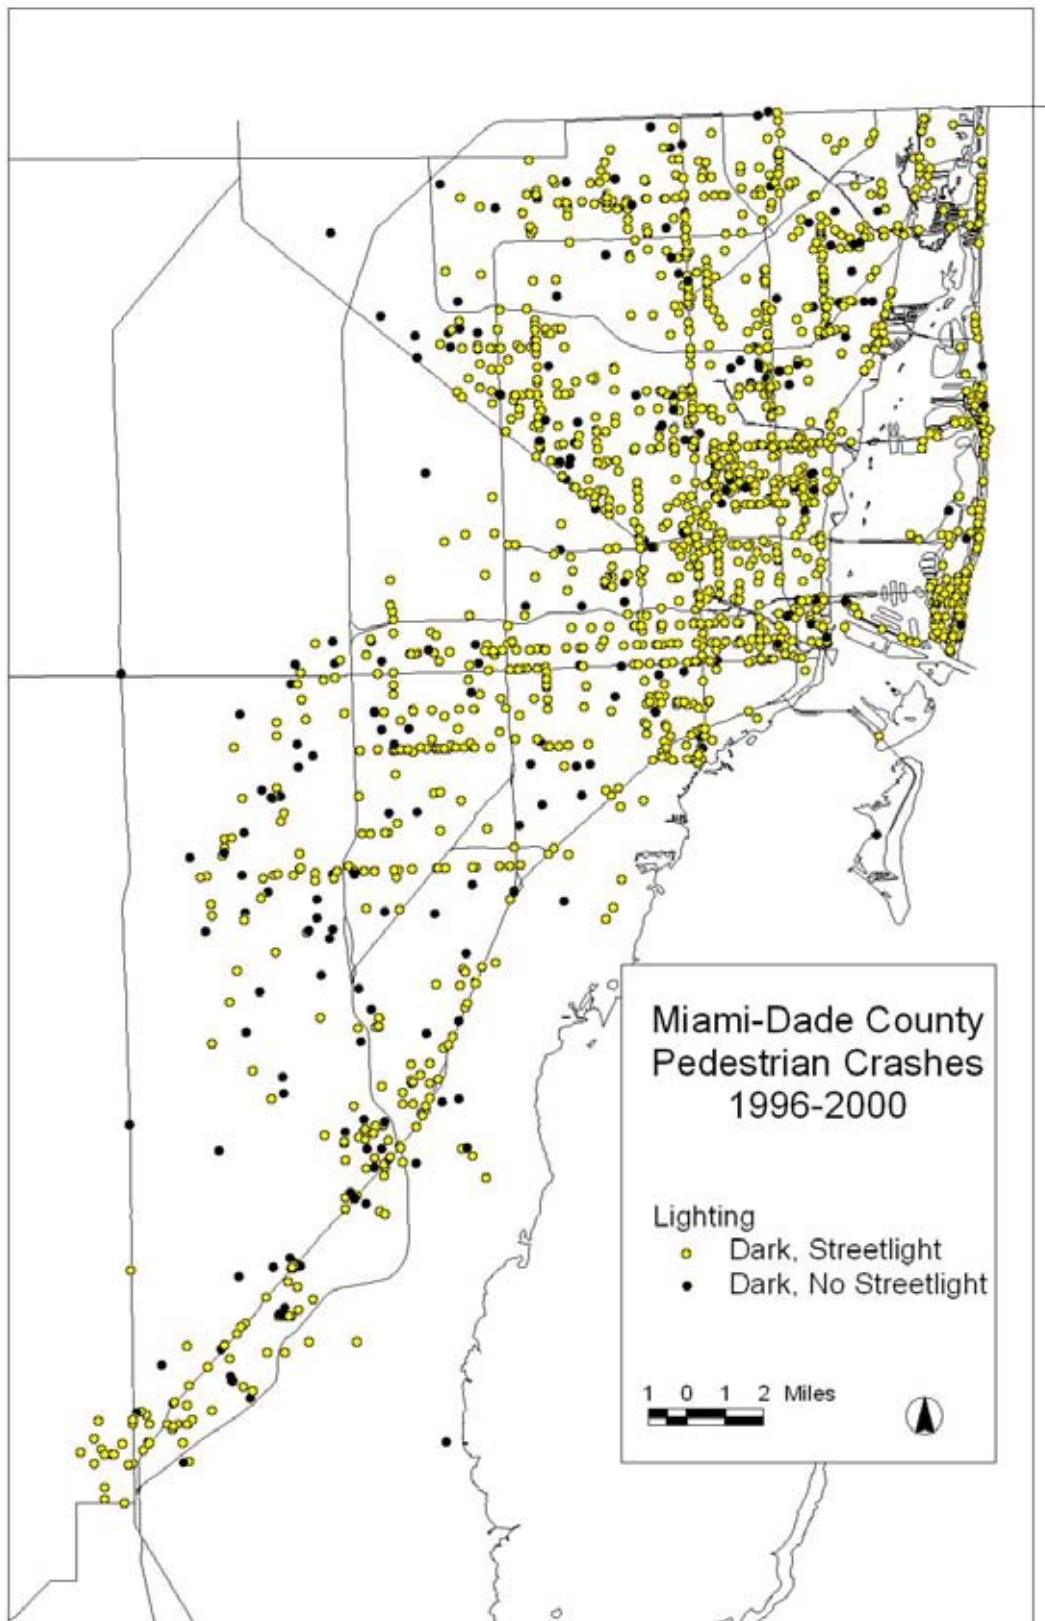 Miami-Dade County
Pedestrian Crashes
1996-2000
Lighting
Dark, Streetlight
Dark, No Streetlight
1 0 1 2 Miles